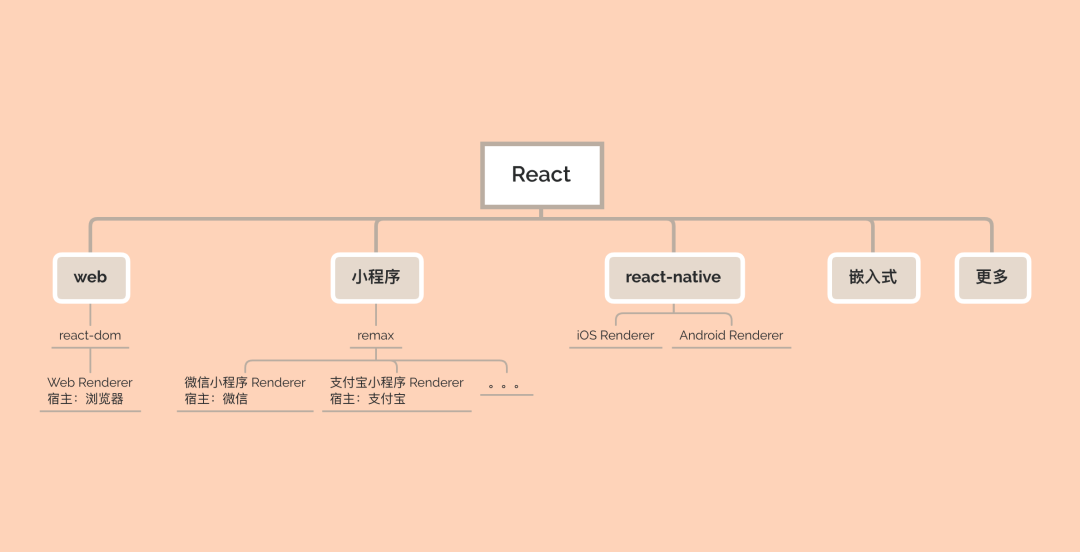 React
web
小程序
react-native
嵌入式
更多
react-dom
remax
iOS Renderer
Android Renderer
Web Renderer
宿主：浏览器
微信小程序 Renderer
宿主：微信
支付宝小程序 Renderer
宿主：支付宝
。。。